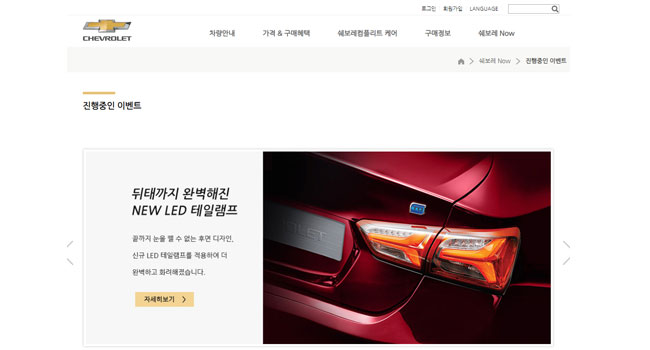 로그인 회원가입 LANGUAGE
CHEVROLET
차량안내 가격 & 구매혜택 쉐보레컴플리트 케어 구매정보 쉐보레 Now
쉐보레 Now 진행중인 이벤트
진행중인 이벤트
뒤태까지 완벽해진
NEW LED 테일램프
끝까지 눈을 뗄 수 없는 후면 디자인,
신규 LED 테일램프를 적용하여 더
완벽하고 화려해졌습니다.
자세히보기